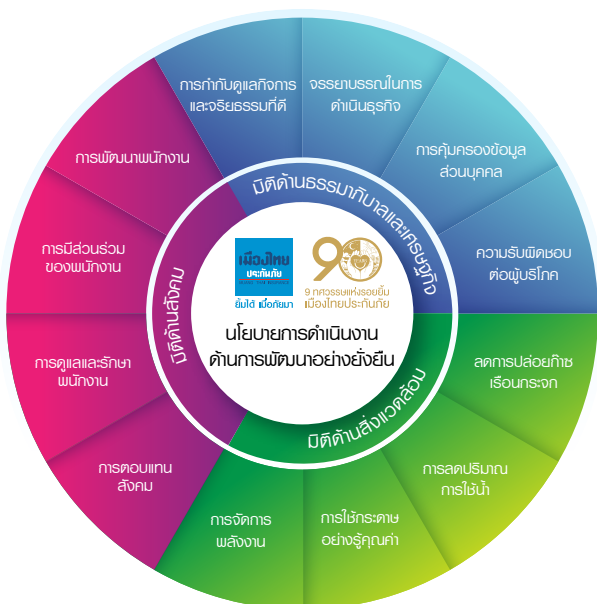 การกำกับดูแลกิจการ
และจริยธรรมที่ดี
จรรยาบรรณในการ
ดำเนินธุรกิจ
การคุ้มครองข้อมูล
ส่วนบุคคล
ความรับผิดชอบ
ต่อผู้บริโภค
มิติด้านธรรมาภิบาลและเศรษฐกิจ
การพัฒนาพนักงาน
การมีส่วนร่วม
ของพนักงาน
การดูแลและรักษา
พนักงาน
การตอบแทน
สังคม
มิติด้านสังคม
เมืองไทย
ประกันภัย
ยิ้มได้ เมื่อภัยมา
90
9 ทศวรรษแห่งรอยยิ้ม
เมืองไทยประกันภัย
นโยบายการดำเนินงาน
ด้านการพัฒนาอย่างยั่งยืน
มิติด้านสิ่งแวดล้อม
ลดการปล่อยก๊าซ
เรือนกระจก
การลดปริมาณ
การใช้น้ำ
การใช้กระดาษ
อย่างรู้คุณค่า
การจัดการ
พลังงาน